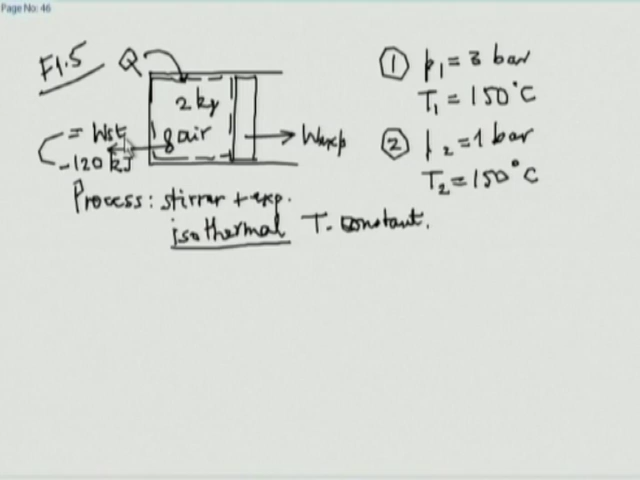 Page No: 46
F1.5
Q
2 kg
air
= Wst
-120 kJ
Wexp
① p₁ = 3 bar
T₁ = 150°C
② p₂ = 1 bar
T₂ = 150°C
Process: stirrer + exp.
isothermal T. constant.